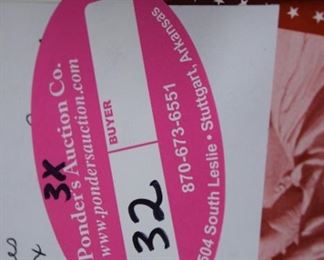 3X
Ponder's Auction Co.
www.pondersauction.com
BUYER
32
870-673-6551
504 South Leslie • Stuttgart, Arkansas